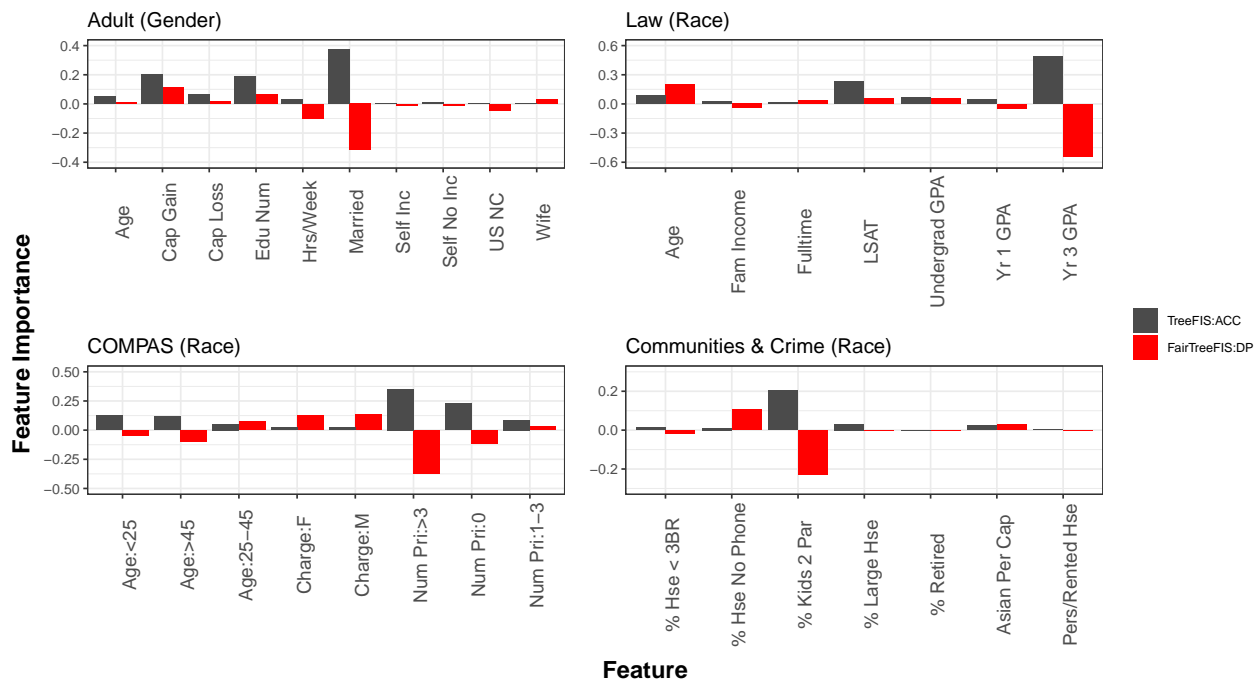 Adult (Gender)
0.4
0.2
0.0
−0.2
−0.4
Age
Cap Gain
Cap Loss
Edu Num
Hrs/Week
Married
Self Inc
Self No Inc
US NC
Wife
Law (Race)
0.6
0.3
0.0
−0.3
−0.6
Age
Fam Income
Fulltime
LSAT
Undergrad GPA
Yr 1 GPA
Yr 3 GPA
Feature Importance
COMPAS (Race)
0.50
0.25
0.00
−0.25
−0.50
Age:<25
Age:>45
Age:25−45
Charge:F
Charge:M
Num Pri:>3
Num Pri:0
Num Pri:1−3
Communities & Crime (Race)
0.2
0.0
−0.2
% Hse < 3BR
% Hse No Phone
% Kids 2 Par
% Large Hse
% Retired
Asian Per Cap
Pers/Rented Hse
TreeFIS:ACC
FairTreeFIS:DP
Feature